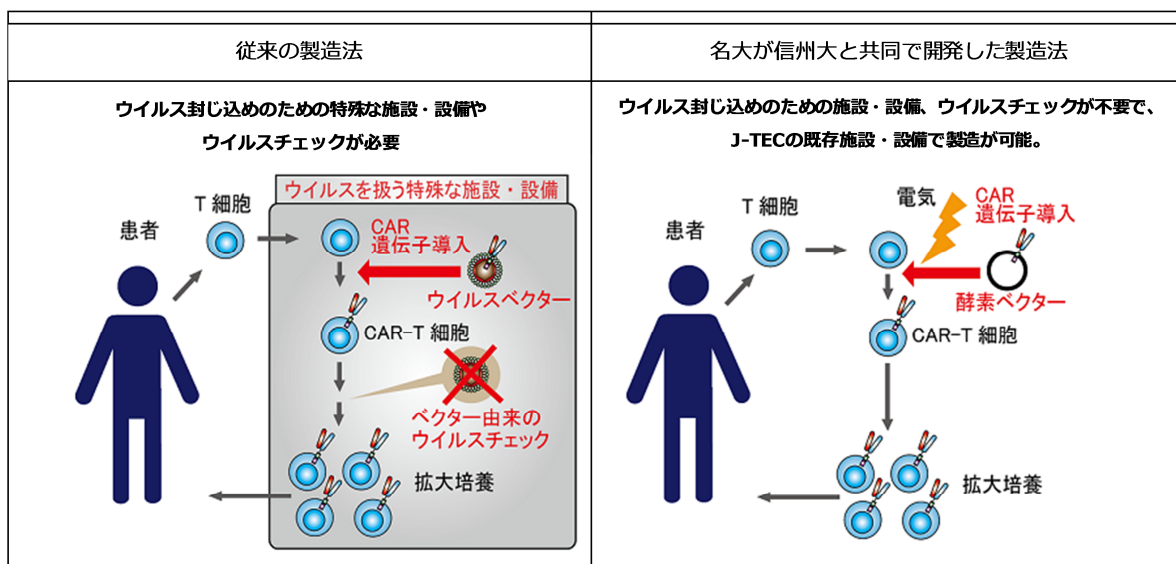 従来の製造法
名大が信州大と共同で開発した製造法
ウイルス封じ込めのための特殊な施設・設備や
ウイルスチェックが必要
ウイルスを扱う特殊な施設・設備
T 細胞
患者
CAR
遺伝子導入
ウイルスベクター
CAR-T 細胞
ベクター由来の
ウイルスチェック
拡大培養
ウイルス封じ込めのための施設・設備、ウイルスチェックが不要で、
J-TECの既存施設・設備で製造が可能。
電気
CAR
遺伝子導入
T 細胞
患者
酵素ベクター
CAR-T 細胞
拡大培養